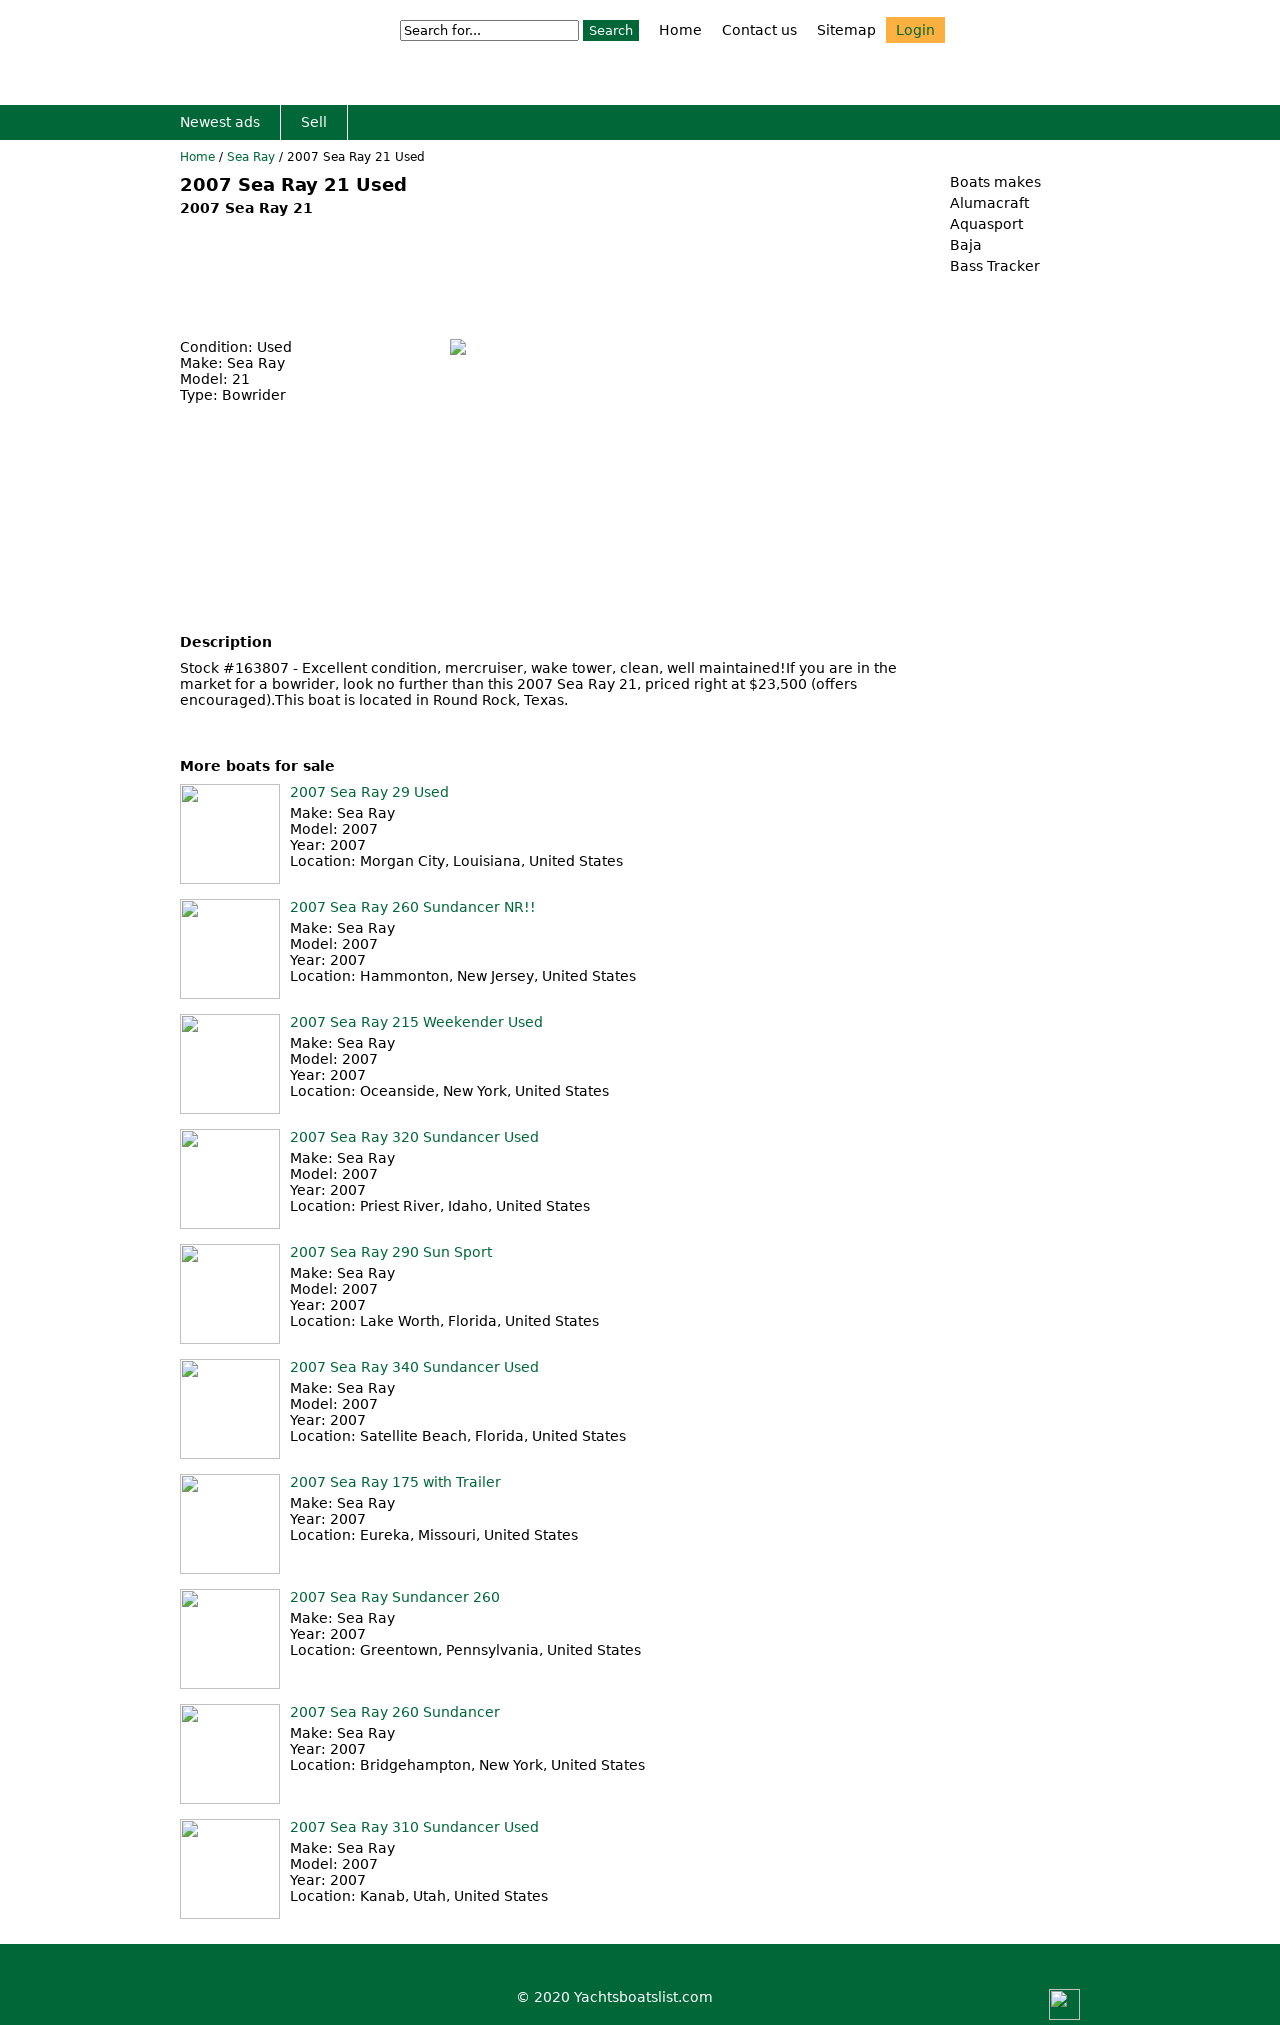 Search for...
Search
Home
Contact us
Sitemap
Login
Newest ads
Sell
Home / Sea Ray / 2007 Sea Ray 21 Used
2007 Sea Ray 21 Used
2007 Sea Ray 21
Boats makes
Alumacraft
Aquasport
Baja
Bass Tracker
Condition: Used
Make: Sea Ray
Model: 21
Type: Bowrider
Description
Stock #163807 - Excellent condition, mercruiser, wake tower, clean, well maintained!If you are in the
market for a bowrider, look no further than this 2007 Sea Ray 21, priced right at $23,500 (offers
encouraged).This boat is located in Round Rock, Texas.
More boats for sale
2007 Sea Ray 29 Used
Make: Sea Ray
Model: 2007
Year: 2007
Location: Morgan City, Louisiana, United States
2007 Sea Ray 260 Sundancer NR!!
Make: Sea Ray
Model: 2007
Year: 2007
Location: Hammonton, New Jersey, United States
2007 Sea Ray 215 Weekender Used
Make: Sea Ray
Model: 2007
Year: 2007
Location: Oceanside, New York, United States
2007 Sea Ray 320 Sundancer Used
Make: Sea Ray
Model: 2007
Year: 2007
Location: Priest River, Idaho, United States
2007 Sea Ray 290 Sun Sport
Make: Sea Ray
Model: 2007
Year: 2007
Location: Lake Worth, Florida, United States
2007 Sea Ray 340 Sundancer Used
Make: Sea Ray
Model: 2007
Year: 2007
Location: Satellite Beach, Florida, United States
2007 Sea Ray 175 with Trailer
Make: Sea Ray
Year: 2007
Location: Eureka, Missouri, United States
2007 Sea Ray Sundancer 260
Make: Sea Ray
Year: 2007
Location: Greentown, Pennsylvania, United States
2007 Sea Ray 260 Sundancer
Make: Sea Ray
Year: 2007
Location: Bridgehampton, New York, United States
2007 Sea Ray 310 Sundancer Used
Make: Sea Ray
Model: 2007
Year: 2007
Location: Kanab, Utah, United States
© 2020 Yachtsboatslist.com